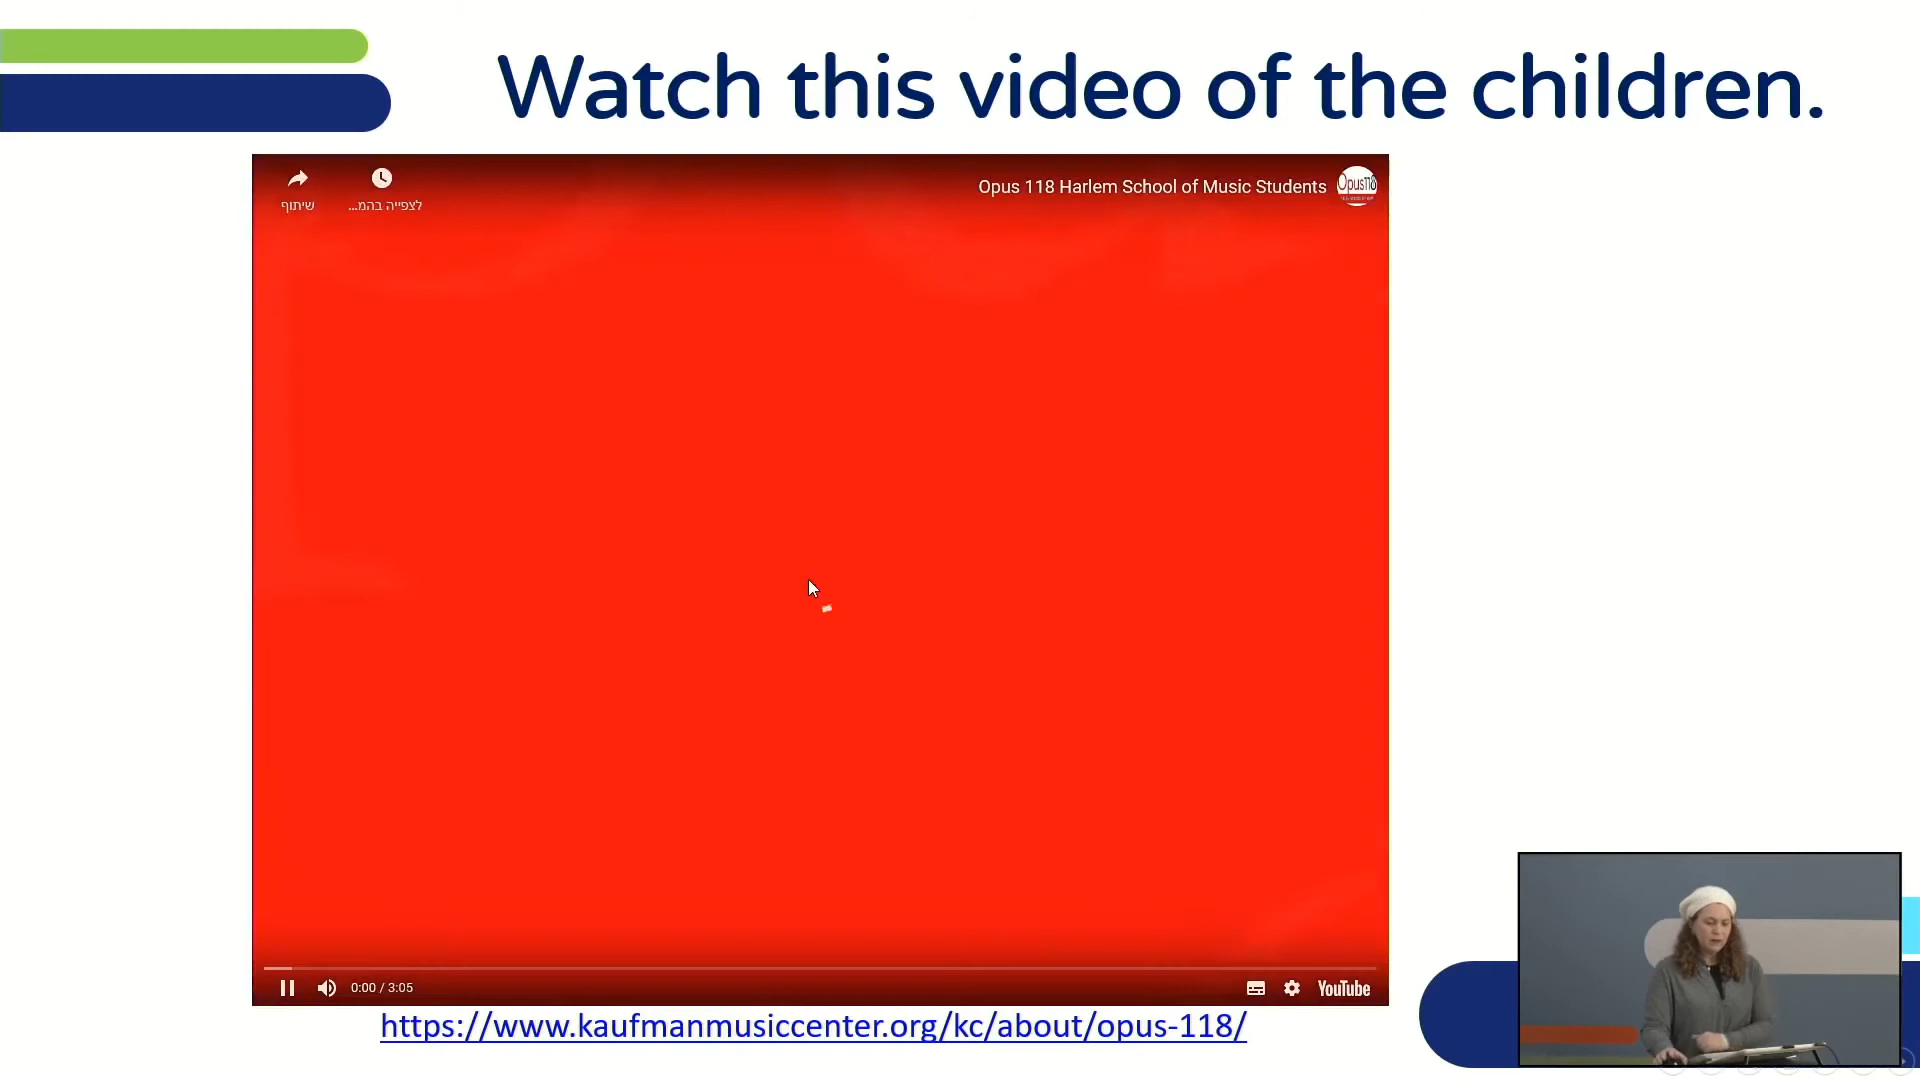 Watch this video of the children.
שיתוף
לצפייה בהמ...
Opus 118 Harlem School of Music Students
Opus118
0:00 / 3:05
YouTube
https://www.kaufmanmusiccenter.org/kc/about/opus-118/